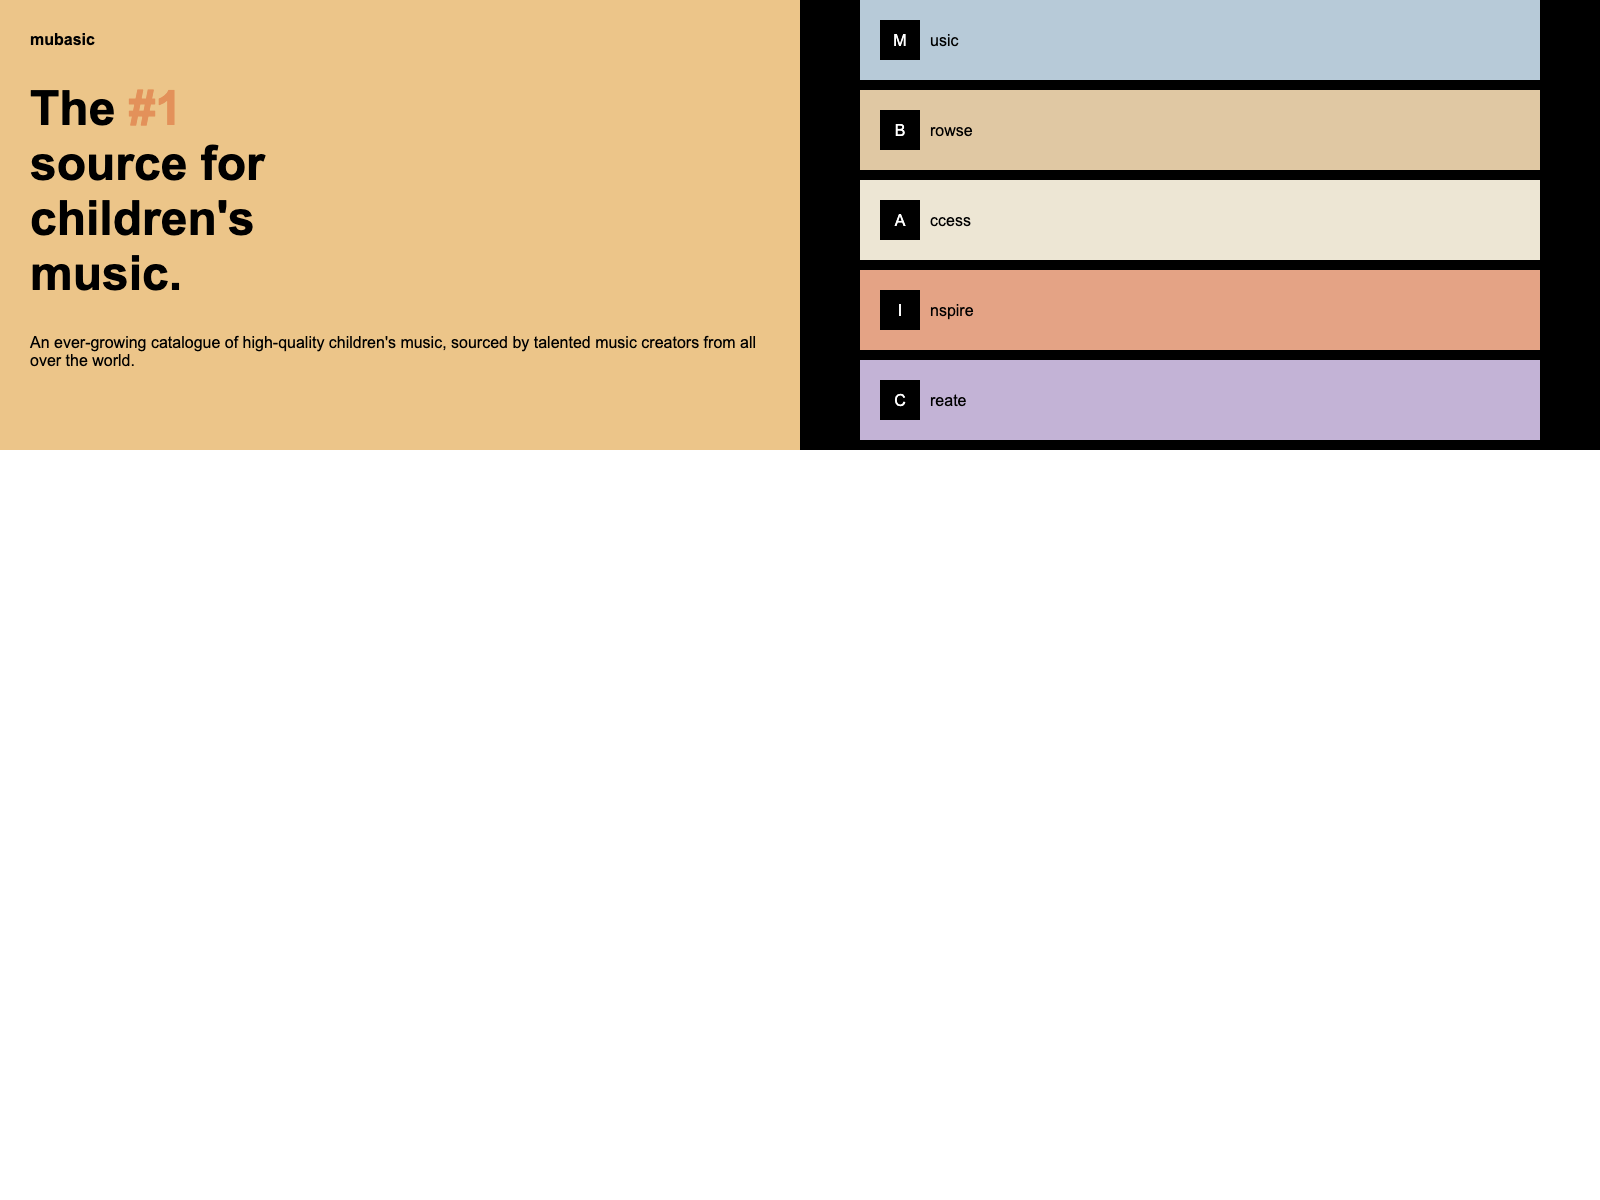 mubasic
The #1
source for
children's
music.
An ever-growing catalogue of high-quality children's music, sourced by talented music creators from all
over the world.
M usic
B rowse
A ccess
I nspire
C reate